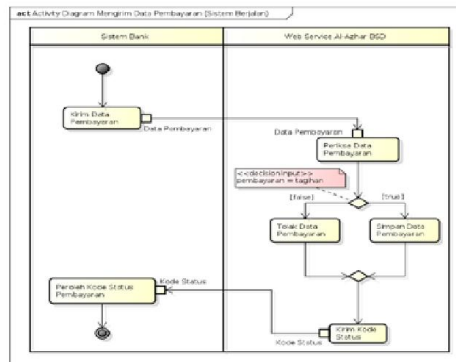 act Activity Diagram Mengirim Data Pembayaran (Sistem Berjalan)
Sistem Bank
Web Service Al-Azhar BSD
Kirim Data
Pembayaran
Data Pembayaran
Data Pembayaran
Periksa Data
Pembayaran
<<decisionInput>>
pembayaran = tagihan
[false]
[true]
Tolak Data
Pembayaran
Simpan Data
Pembayaran
Peroleh Kode Status
Pembayaran
Kode Status
Kirim Kode
Status
Kode Status